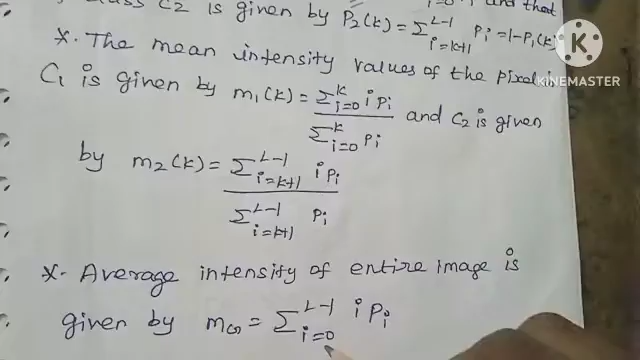 Class C2 is given by P2(k) = Σ_{i=k+1}^{L-1} Pi = 1-P1(k)
and that
*. The mean intensity values of the pixel in
K
KINEMASTER
C1 is given by m1(k) = Σ_{i=0}^{k} i Pi / Σ_{i=0}^{k} Pi and C2 is given
by m2(k) = Σ_{i=k+1}^{L-1} i Pi / Σ_{i=k+1}^{L-1} Pi
*. Average intensity of entire image is
given by mG = Σ_{i=0}^{L-1} i Pi